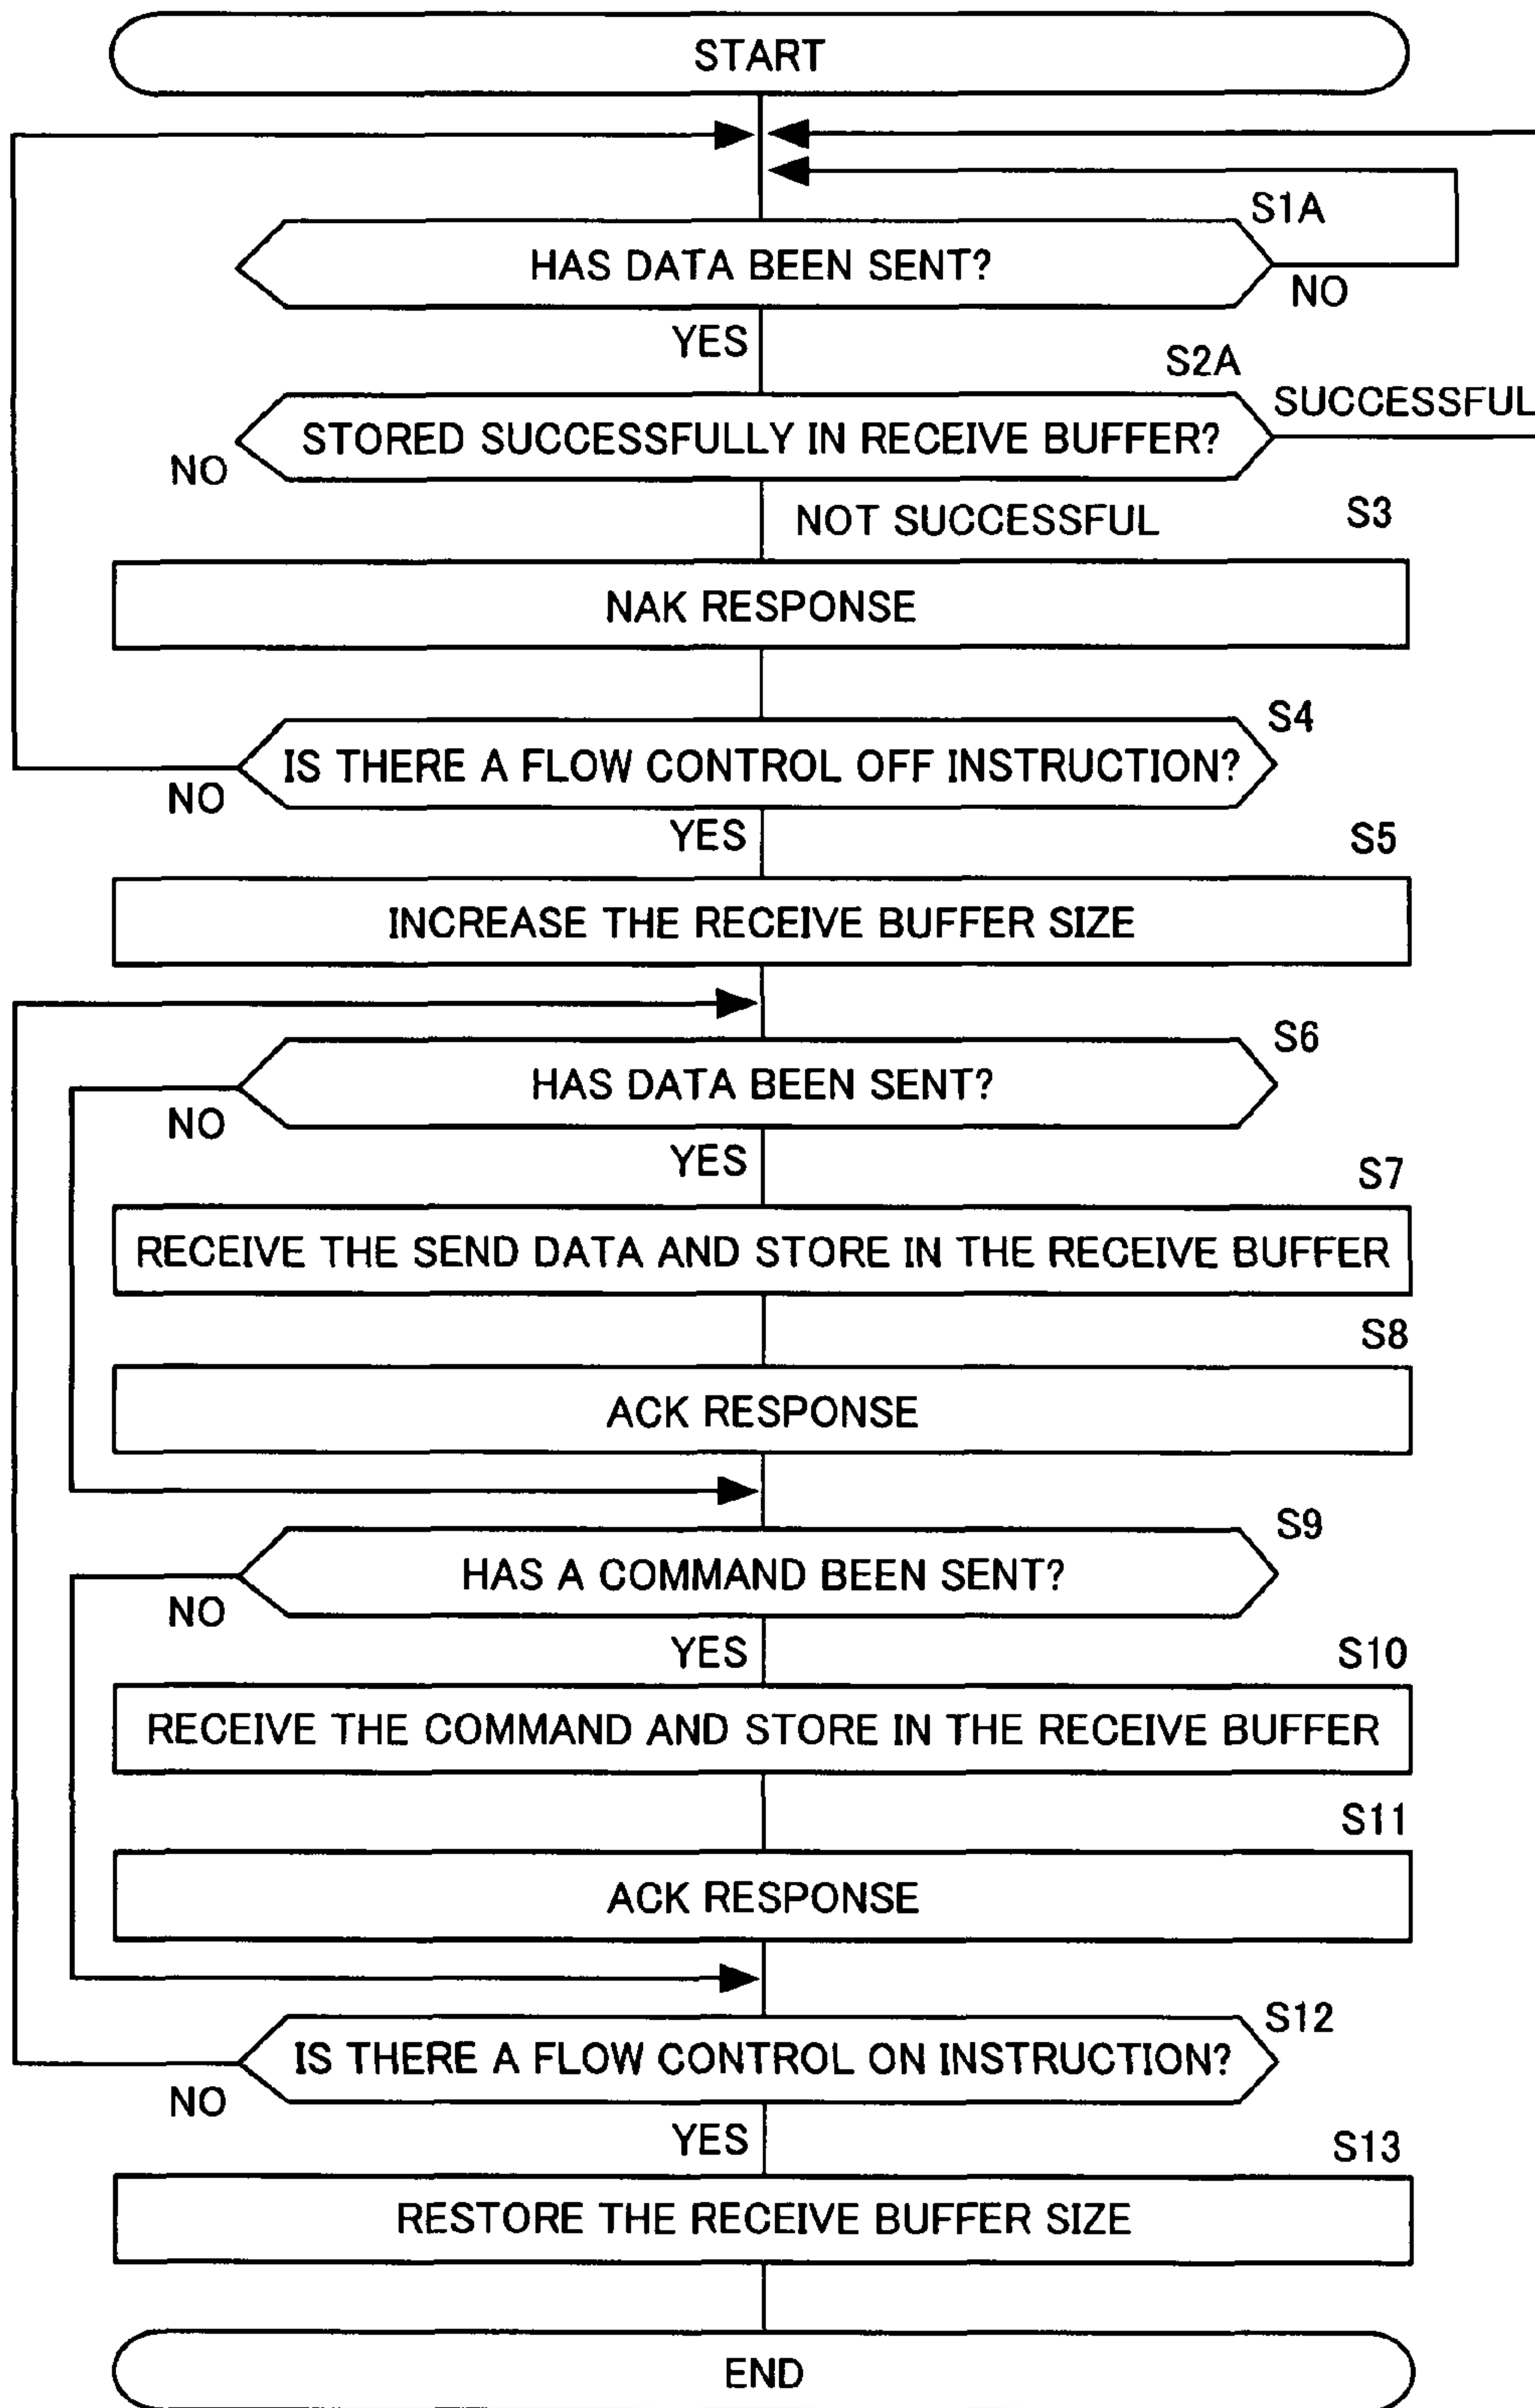 START
S1A
HAS DATA BEEN SENT?
NO
YES
S2A
SUCCESSFUL
STORED SUCCESSFULLY IN RECEIVE BUFFER?
NO
NOT SUCCESSFUL
S3
NAK RESPONSE
S4
IS THERE A FLOW CONTROL OFF INSTRUCTION?
NO
YES
S5
INCREASE THE RECEIVE BUFFER SIZE
S6
HAS DATA BEEN SENT?
NO
YES
S7
RECEIVE THE SEND DATA AND STORE IN THE RECEIVE BUFFER
S8
ACK RESPONSE
S9
HAS A COMMAND BEEN SENT?
NO
YES
S10
RECEIVE THE COMMAND AND STORE IN THE RECEIVE BUFFER
S11
ACK RESPONSE
S12
IS THERE A FLOW CONTROL ON INSTRUCTION?
NO
YES
S13
RESTORE THE RECEIVE BUFFER SIZE
END